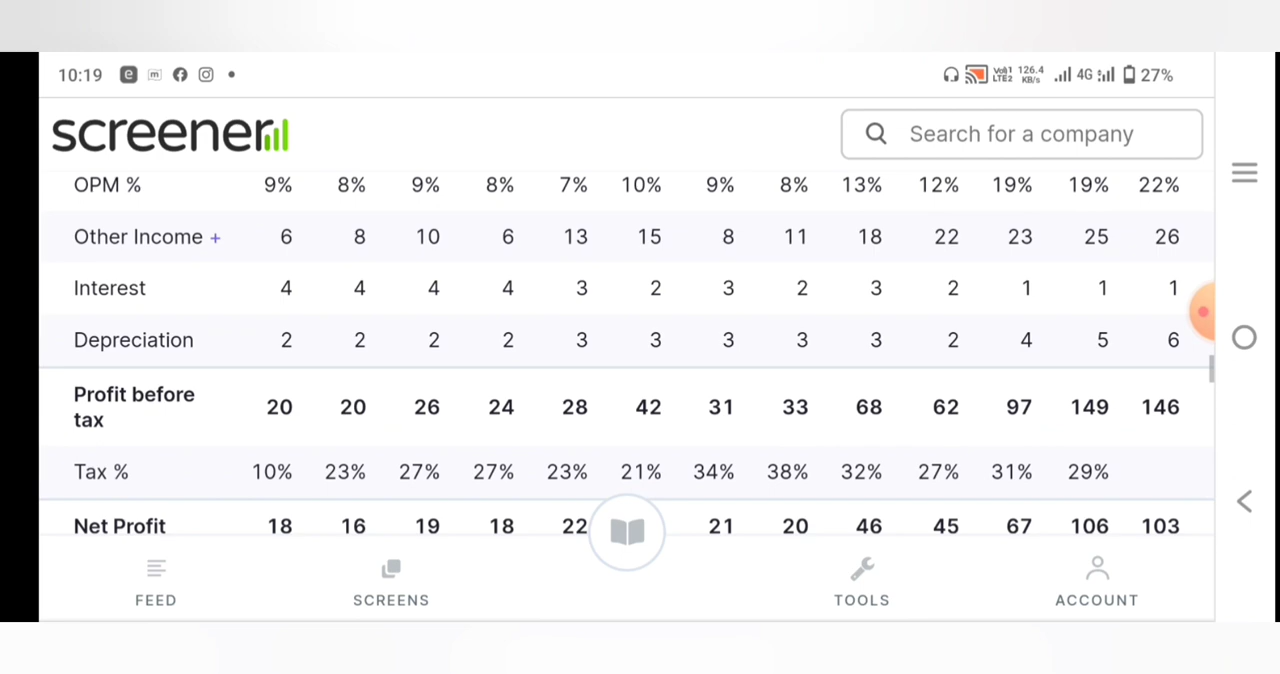 10:19 VoD1 LTE2 126.4 KB/s 4G 27%
screener Search for a company
OPM % 9% 8% 9% 8% 7% 10% 9% 8% 13% 12% 19% 19% 22%
Other Income + 6 8 10 6 13 15 8 11 18 22 23 25 26
Interest 4 4 4 4 3 2 3 2 3 2 1 1 1
Depreciation 2 2 2 2 3 3 3 3 3 2 4 5 6
Profit before
tax 20 20 26 24 28 42 31 33 68 62 97 149 146
Tax % 10% 23% 27% 27% 23% 21% 34% 38% 32% 27% 31% 29%
Net Profit 18 16 19 18 22 21 20 46 45 67 106 103
FEED SCREENS TOOLS ACCOUNT